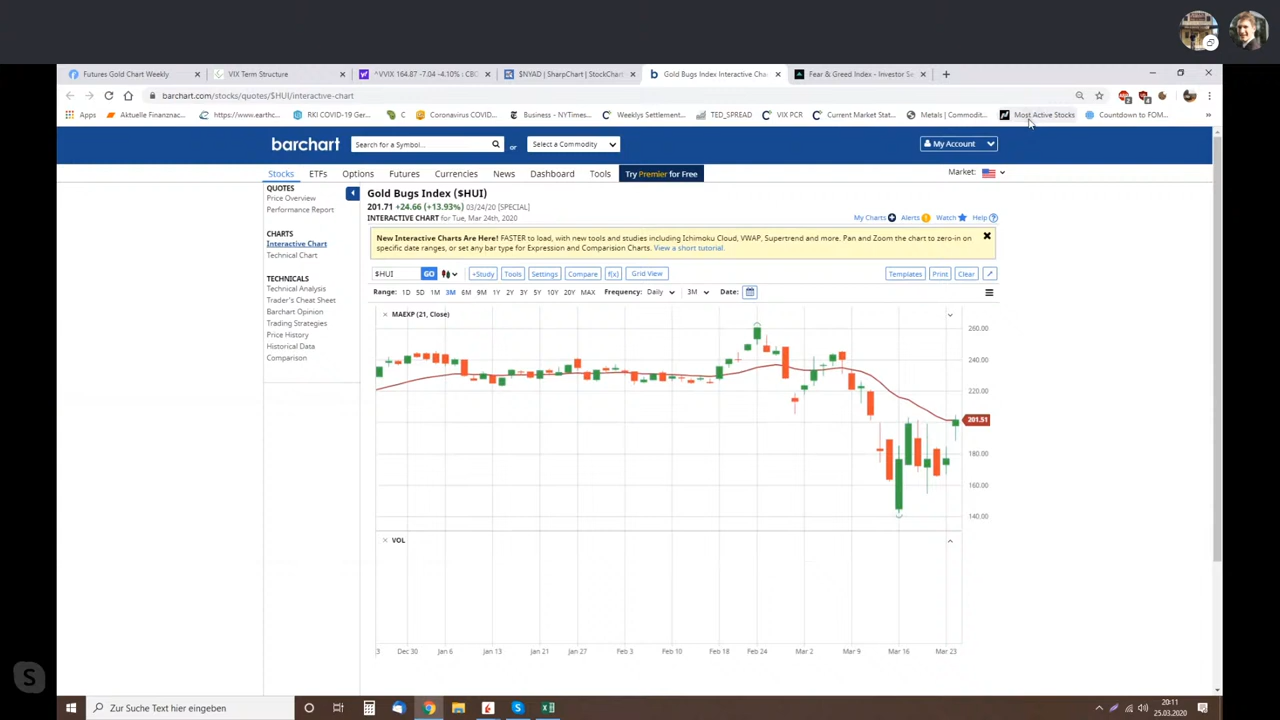 Futures Gold Chart Weekly
VIX Term Structure
^VVIX 164.87 -7.04 -4.10% : CB
$NYAD | SharpChart | StockChart
Gold Bugs Index Interactive Cha
Fear & Greed Index - Investor Se
barchart.com/stocks/quotes/$HUI/interactive-chart
Apps
Aktuelle Finanznac...
https://www.earthc...
RKI COVID-19 Ger...
C
Coronavirus COVID...
Business - NYTimes...
Weeklys Settlement...
TED_SPREAD
VIX PCR
Current Market Stat...
Metals | Commodit...
Most Active Stocks
Countdown to FOM...
»
barchart
Search for a Symbol...
or
Select a Commodity
My Account
Stocks ETFs Options Futures Currencies News Dashboard Tools Try Premier for Free
Market:
QUOTES
Price Overview
Performance Report
CHARTS
Interactive Chart
Technical Chart
TECHNICALS
Technical Analysis
Trader's Cheat Sheet
Barchart Opinion
Trading Strategies
Price History
Historical Data
Comparison
Gold Bugs Index ($HUI)
201.71 +24.66 (+13.93%) 03/24/20 [SPECIAL]
INTERACTIVE CHART for Tue, Mar 24th, 2020
My Charts Alerts Watch Help
New Interactive Charts Are Here! FASTER to load, with new tools and studies including Ichimoku Cloud, VWAP, Supertrend and more. Pan and Zoom the chart to zero-in on
specific date ranges, or set any bar type for Expression and Comparision Charts. View a short tutorial.
$HUI GO +Study Tools Settings Compare f(x) Grid View Templates Print Clear
Range: 1D 5D 1M 3M 6M 9M 1Y 2Y 3Y 5Y 10Y 20Y MAX Frequency: Daily 3M Date:
MAEXP (21, Close)
260.00
240.00
220.00
201.51
180.00
160.00
140.00
VOL
3 Dec 30 Jan 6 Jan 13 Jan 21 Jan 27 Feb 3 Feb 10 Feb 18 Feb 24 Mar 2 Mar 9 Mar 16 Mar 23
S
Zur Suche Text hier eingeben
20:11
25.03.2020